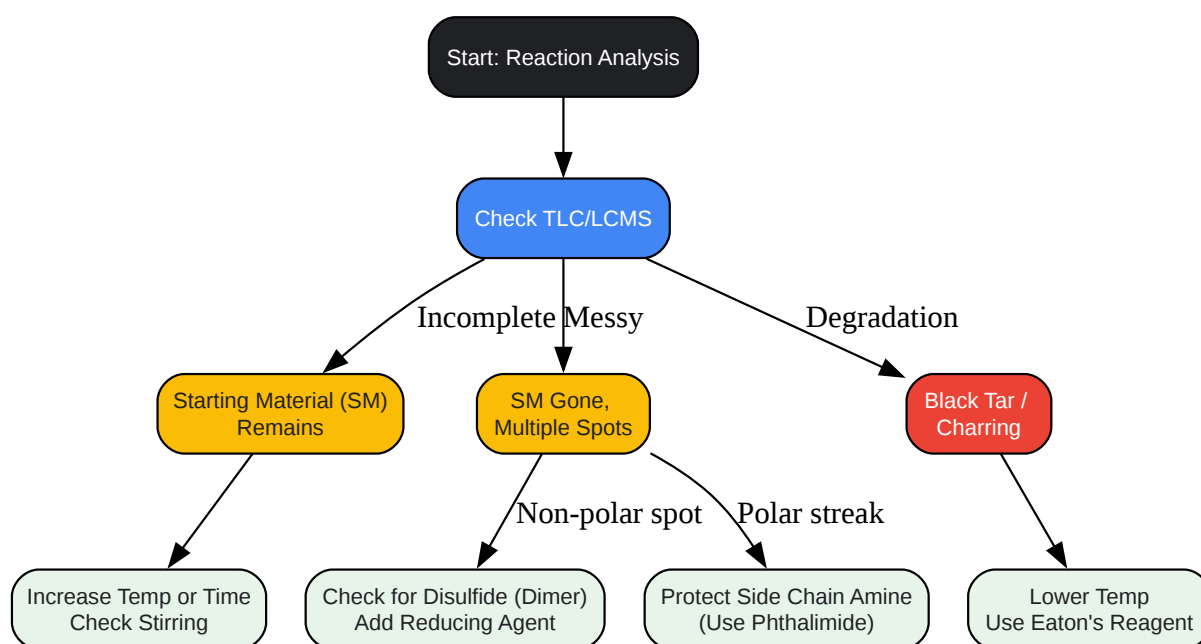 Start: Reaction Analysis
Check TLC/LCMS
Incomplete
Messy
Degradation
Starting Material (SM)
Remains
SM Gone,
Multiple Spots
Black Tar /
Charring
Non-polar spot
Polar streak
Increase Temp or Time
Check Stirring
Check for Disulfide (Dimer)
Add Reducing Agent
Protect Side Chain Amine
(Use Phthalimide)
Lower Temp
Use Eaton's Reagent